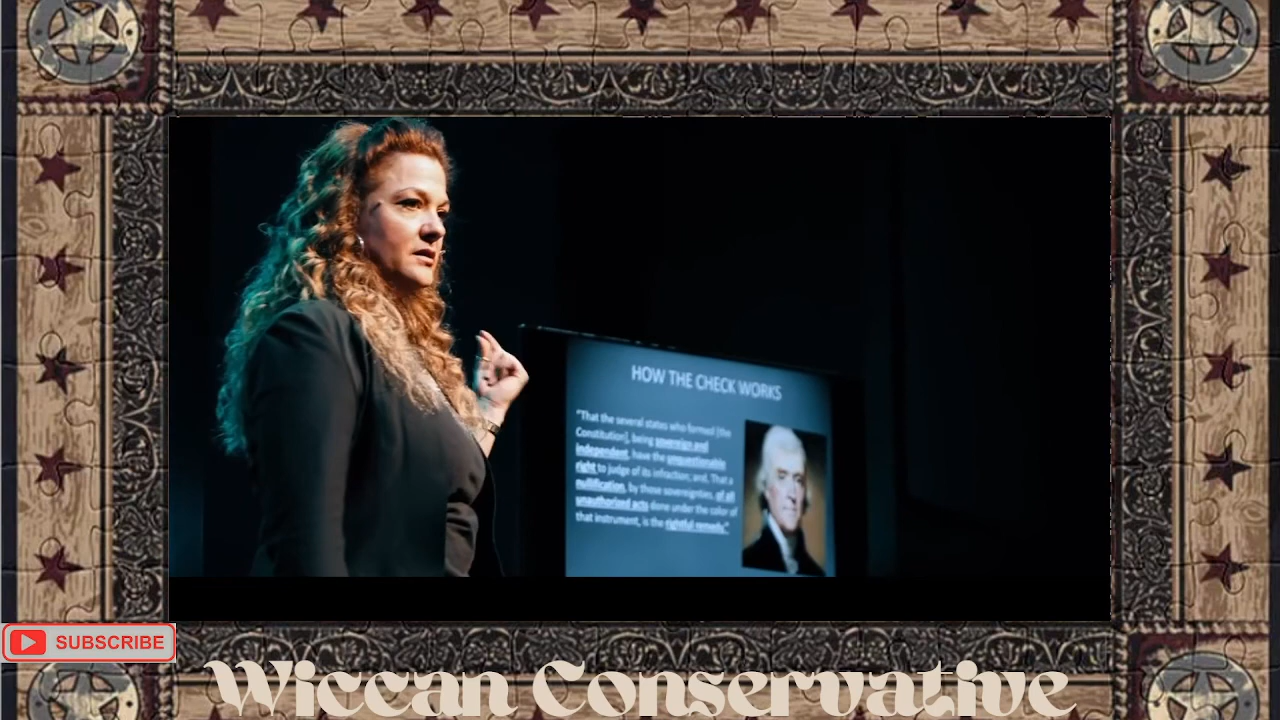 HOW THE CHECK WORKS
"That the several states who formed [the
Constitution], being sovereign and
independent, have the unquestionable
right to judge of its infraction; and, That a
nullification, by those sovereignties, of all
unauthorized acts done under the color of
that instrument, is the rightful remedy."
SUBSCRIBE
Wiccan Conservative